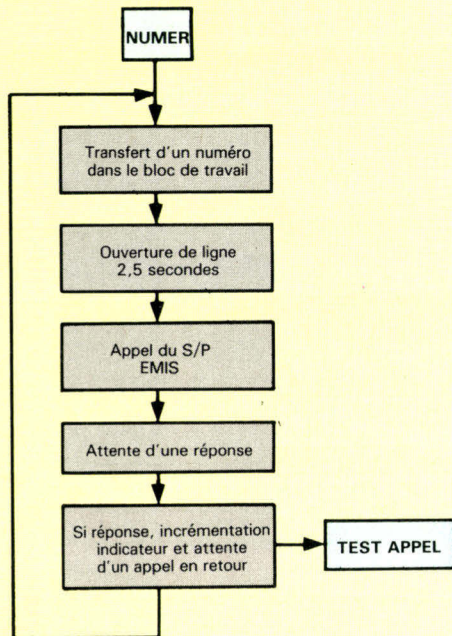 NUMER
Transfert d'un numéro
dans le bloc de travail
Ouverture de ligne
2,5 secondes
Appel du S/P
EMIS
Attente d'une réponse
Si réponse, incrémentation
indicateur et attente
d'un appel en retour
TEST APPEL